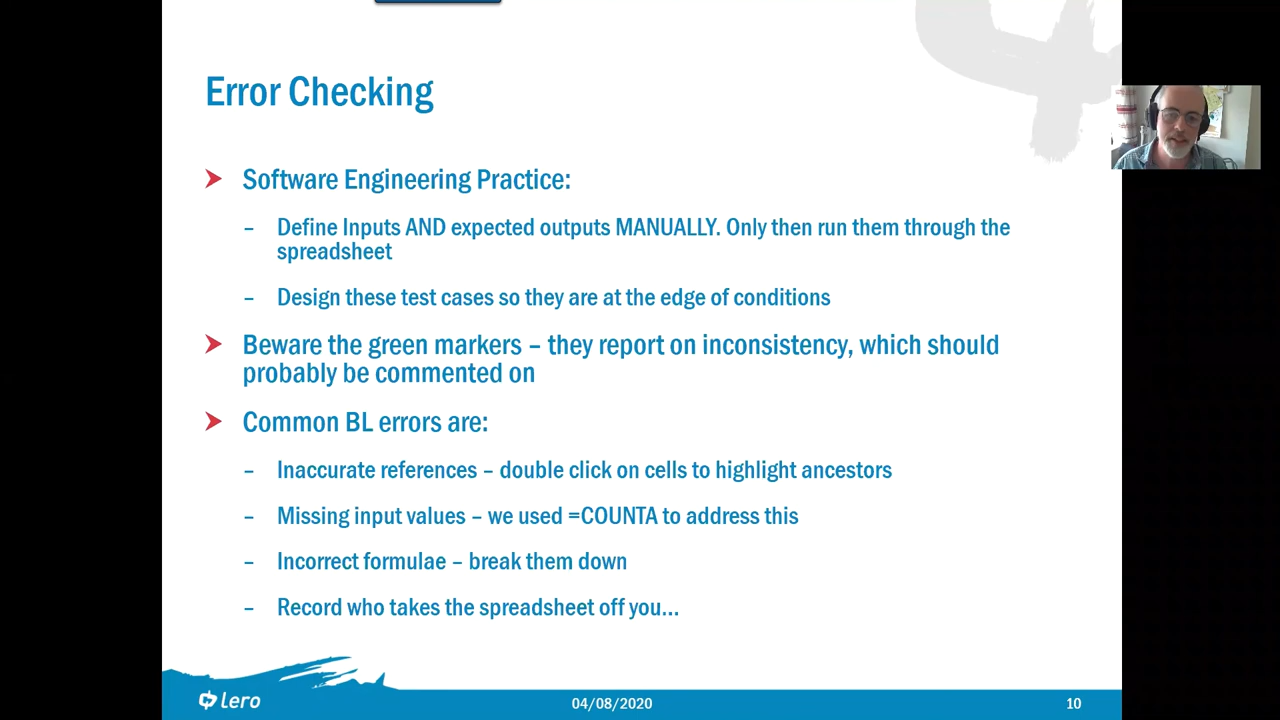 Error Checking
Software Engineering Practice:
– Define Inputs AND expected outputs MANUALLY. Only then run them through the
spreadsheet
– Design these test cases so they are at the edge of conditions
Beware the green markers – they report on inconsistency, which should
probably be commented on
Common BL errors are:
– Inaccurate references – double click on cells to highlight ancestors
– Missing input values – we used =COUNTA to address this
– Incorrect formulae – break them down
– Record who takes the spreadsheet off you...
lero
04/08/2020
10